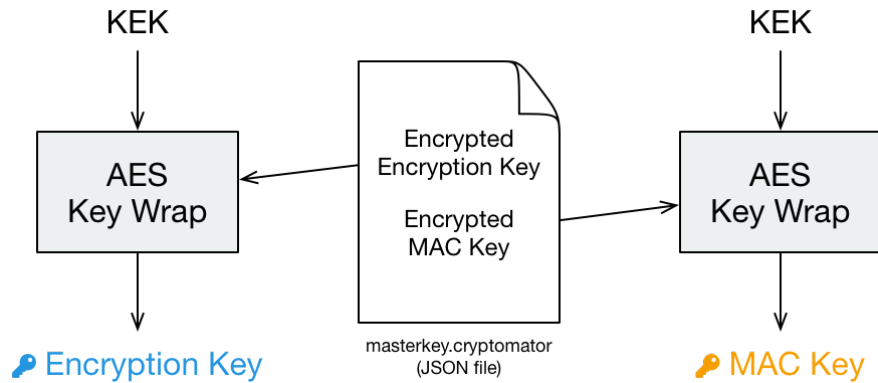 KEK
KEK
AES
Key Wrap
Encrypted
Encryption Key
Encrypted
MAC Key
AES
Key Wrap
masterkey.cryptomator
(JSON file)
Encryption Key
MAC Key